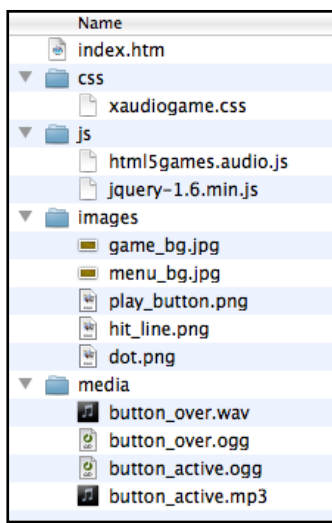 Name
index.htm
css
xaudiogame.css
js
html5games.audio.js
jquery-1.6.min.js
images
game_bg.jpg
menu_bg.jpg
play_button.png
hit_line.png
dot.png
media
button_over.wav
button_over.ogg
button_active.ogg
button_active.mp3